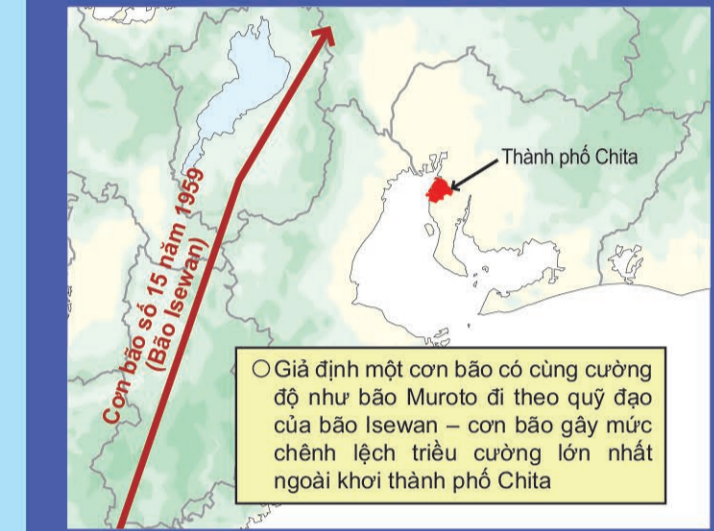 Thành phố Chita
Cơn bão số 15 năm 1959
(Bão Isewan)
○Giả định một cơn bão có cùng cường
độ như bão Muroto đi theo quỹ đạo
của bão Isewan – cơn bão gây mức
chênh lệch triều cường lớn nhất
ngoài khơi thành phố Chita